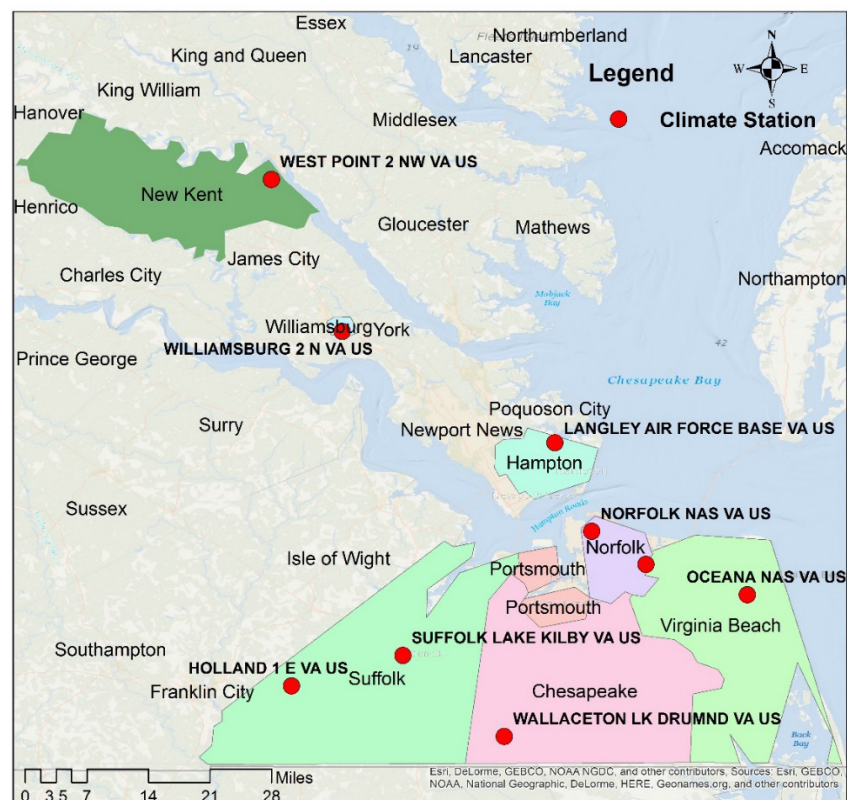 Essex
Northumberland
King and Queen
Lancaster
N
W E
S
Legend
King William
Hanover
Middlesex
Climate Station
Accomack
WEST POINT 2 NW VA US
New Kent
Henrico
Gloucester
Mathews
James City
Charles City
Northampton
Mobjack
Bay
Williamsburg York
WILLIAMSBURG 2 N VA US
Prince George
42
Chesapeake Bay
Poquoson City
Surry
Newport News
LANGLEY AIR FORCE BASE VA US
Hampton
Sussex
NORFOLK NAS VA US
Hampton Roads
Isle of Wight
Norfolk
Portsmouth
OCEANA NAS VA US
Portsmouth
Virginia Beach
SUFFOLK LAKE KILBY VA US
Southampton
HOLLAND 1 E VA US
Suffolk
Franklin City
Chesapeake
WALLACETON LK DRUMND VA US
Back
Bay
Miles
0 3.5 7 14 21 28
Esri, DeLorme, GEBCO, NOAA NGDC, and other contributors, Sources: Esri, GEBCO,
NOAA, National Geographic, DeLorme, HERE, Geonames.org, and other contributors